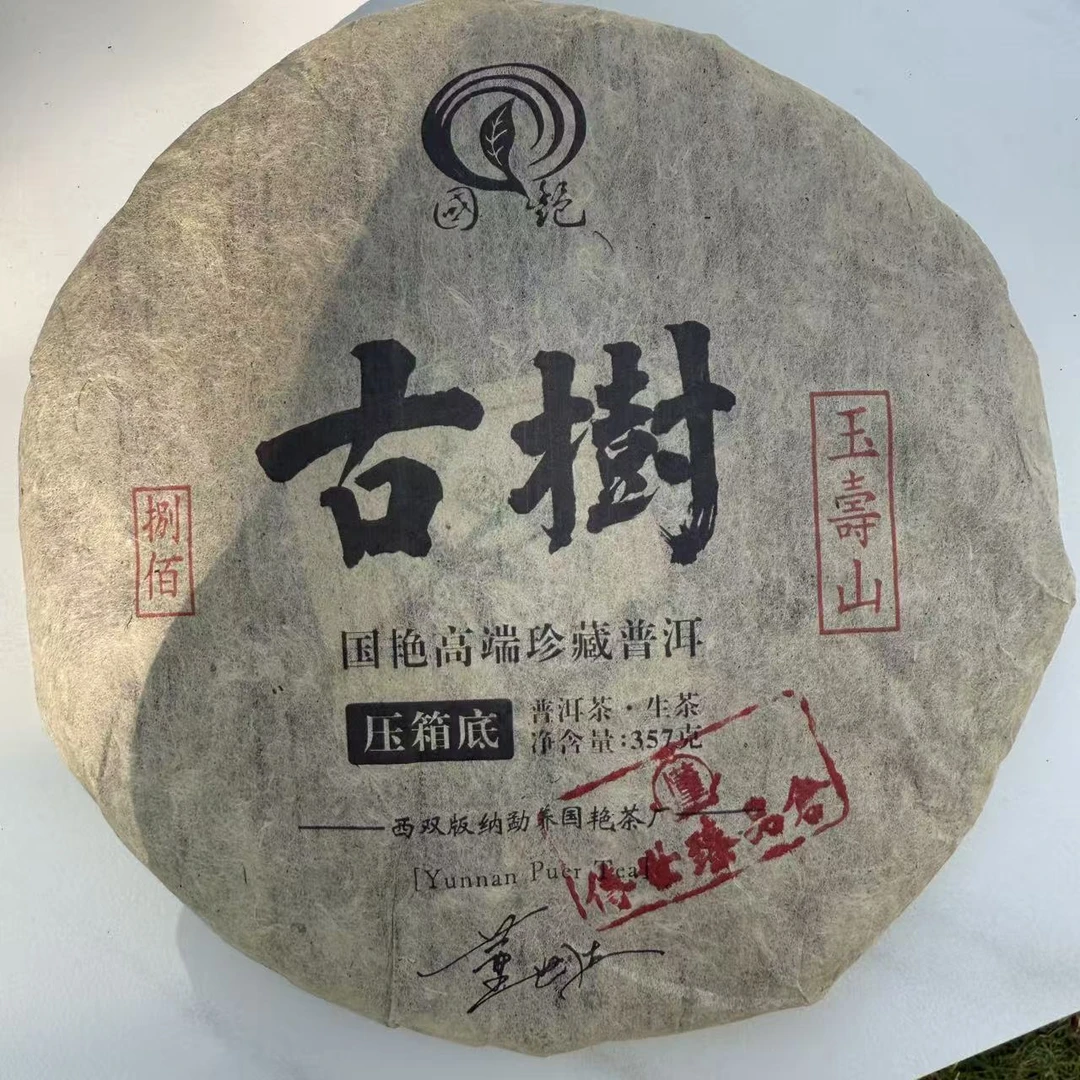 國艳
古樹
玉壽山
捌佰
国艳高端珍藏普洱
压箱底
普洱茶·生茶
净含量:357克
西双版纳勐养国艳茶厂
[Yunnan Puer Tea]
董